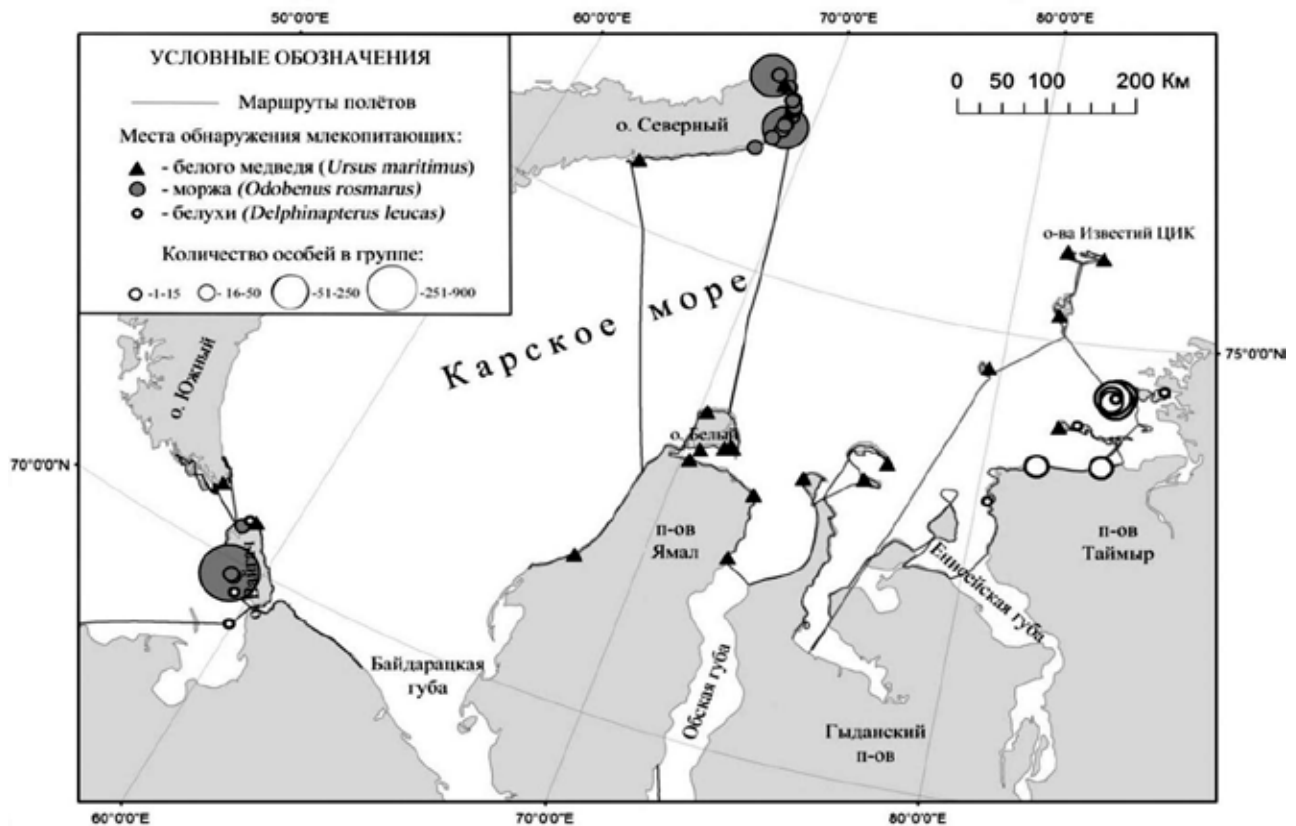 50°0'0"E
60°0'0"E
70°0'0"E
80°0'0"E
УСЛОВНЫЕ ОБОЗНАЧЕНИЯ
Маршруты полётов
Места обнаружения млекопитающих:
- белого медведя (Ursus maritimus)
- моржа (Odobenus rosmarus)
- белухи (Delphinapterus leucas)
Количество особей в группе:
-1-15 - 16-50 -51-250 -251-900
0 50 100 200 Км
о. Северный
о-ва Известий ЦИК
Карское море
75°0'0"N
о. Южный
о. Белый
70°0'0"N
п-ов
Ямал
п-ов
Таймыр
Вайгач
Енисейская губа
Байдарацкая
губа
Обская губа
Гыданский
п-ов
60°0'0"E
70°0'0"E
80°0'0"E